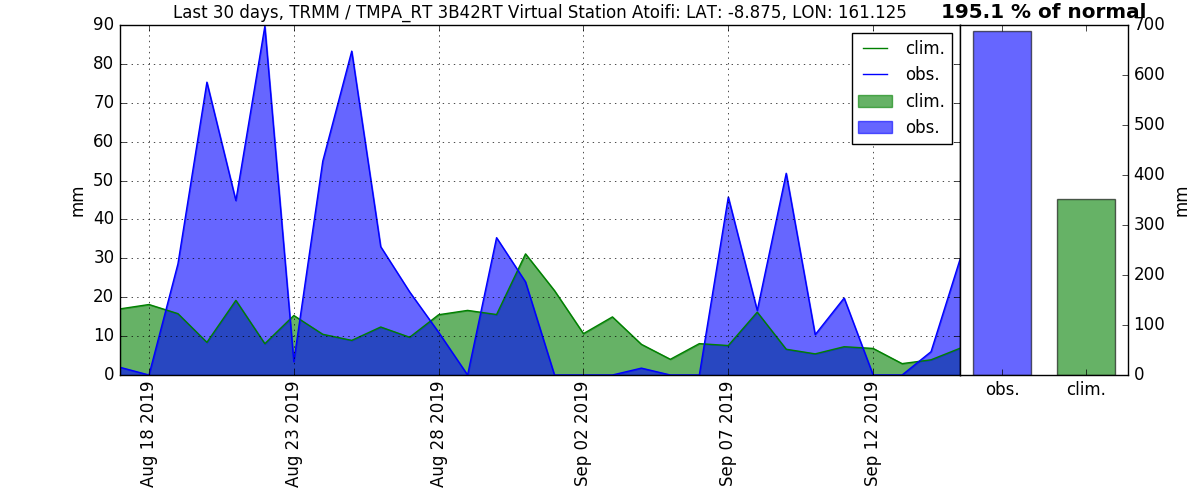 Last 30 days, TRMM / TMPA_RT 3B42RT Virtual Station Atoifi: LAT: -8.875, LON: 161.125
195.1 % of normal
90
80
70
60
50
40
30
20
10
0
mm
clim.
obs.
clim.
obs.
Aug 18 2019
Aug 23 2019
Aug 28 2019
Sep 02 2019
Sep 07 2019
Sep 12 2019
700
600
500
400
300
200
100
0
mm
obs.
clim.